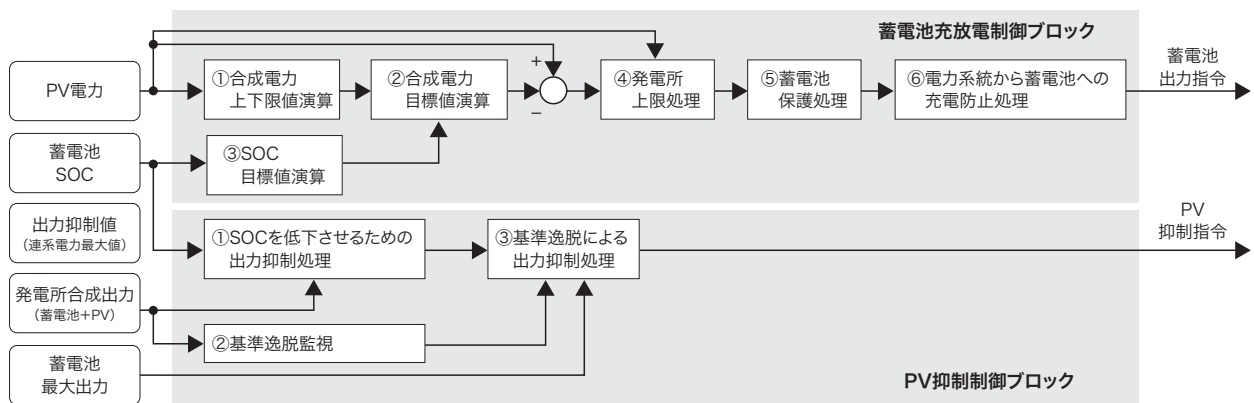 蓄電池充放電制御ブロック
PV電力
①合成電力
上下限値演算
②合成電力
目標値演算
+
−
④発電所
上限処理
⑤蓄電池
保護処理
⑥電力系統から蓄電池への
充電防止処理
蓄電池
出力指令
蓄電池
SOC
③SOC
目標値演算
出力抑制値
（連系電力最大値）
①SOCを低下させるための
出力抑制処理
③基準逸脱による
出力抑制処理
PV
抑制指令
発電所合成出力
（蓄電池+PV）
②基準逸脱監視
蓄電池
最大出力
PV抑制制御ブロック